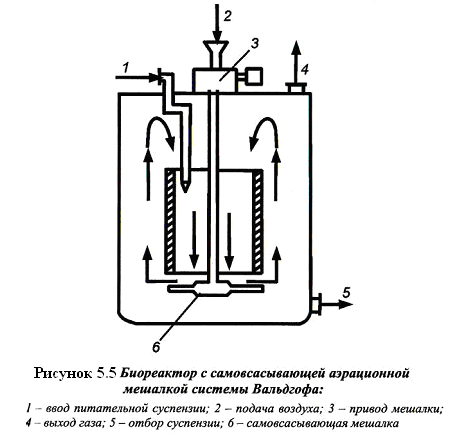 2
3
1
4
5
6
Рисунок 5.5 Биореактор с самовсасывающей аэрационной
мешалкой системы Вальдгофа:
1 – ввод питательной суспензии; 2 – подача воздуха; 3 – привод мешалки;
4 – выход газа; 5 – отбор суспензии; 6 – самовсасывающая мешалка